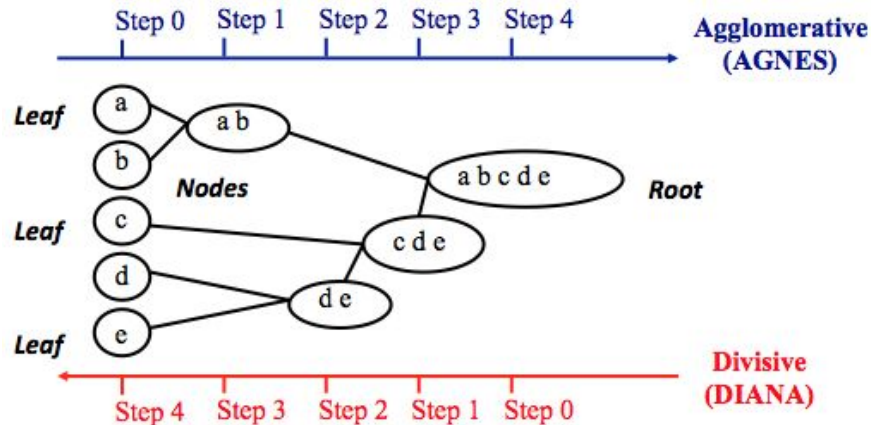 Step 0 Step 1 Step 2 Step 3 Step 4
Agglomerative
(AGNES)
Leaf
a
a b
b
Nodes
a b c d e
Root
Leaf
c
c d e
d
d e
Leaf
e
Divisive
(DIANA)
Step 4 Step 3 Step 2 Step 1 Step 0